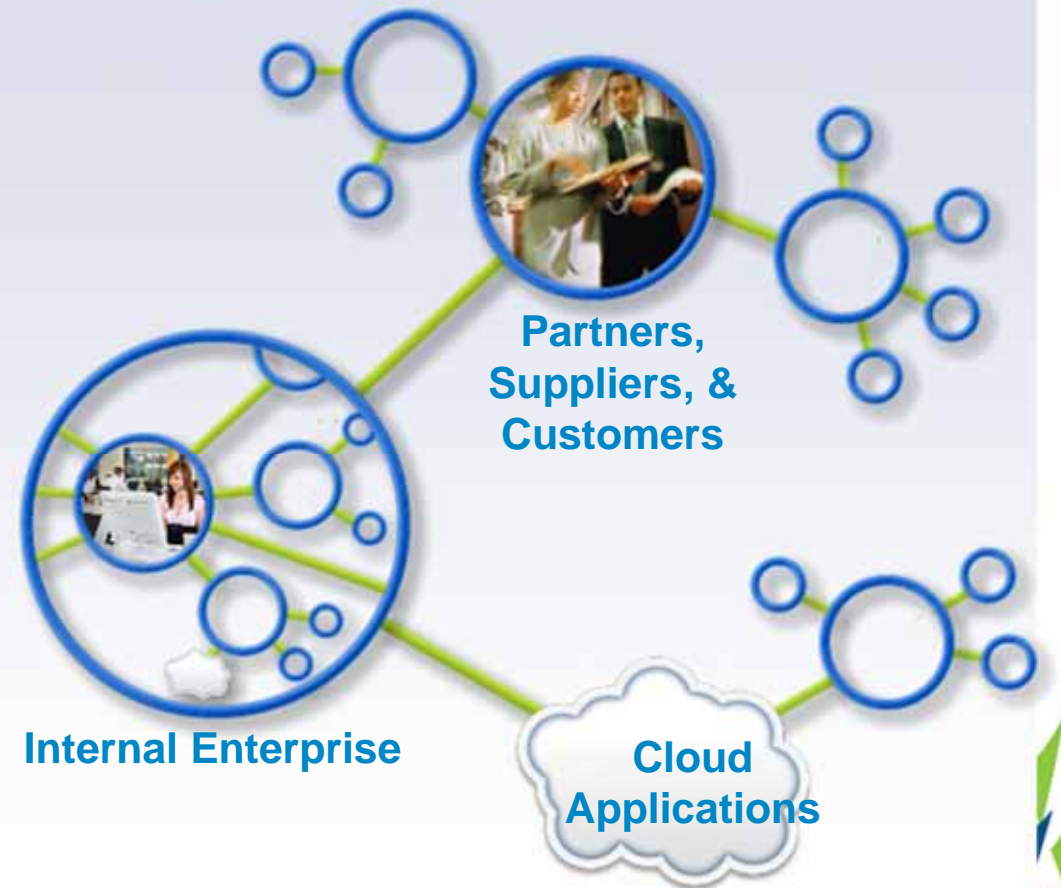 Partners,
Suppliers, &
Customers
Internal Enterprise
Cloud
Applications